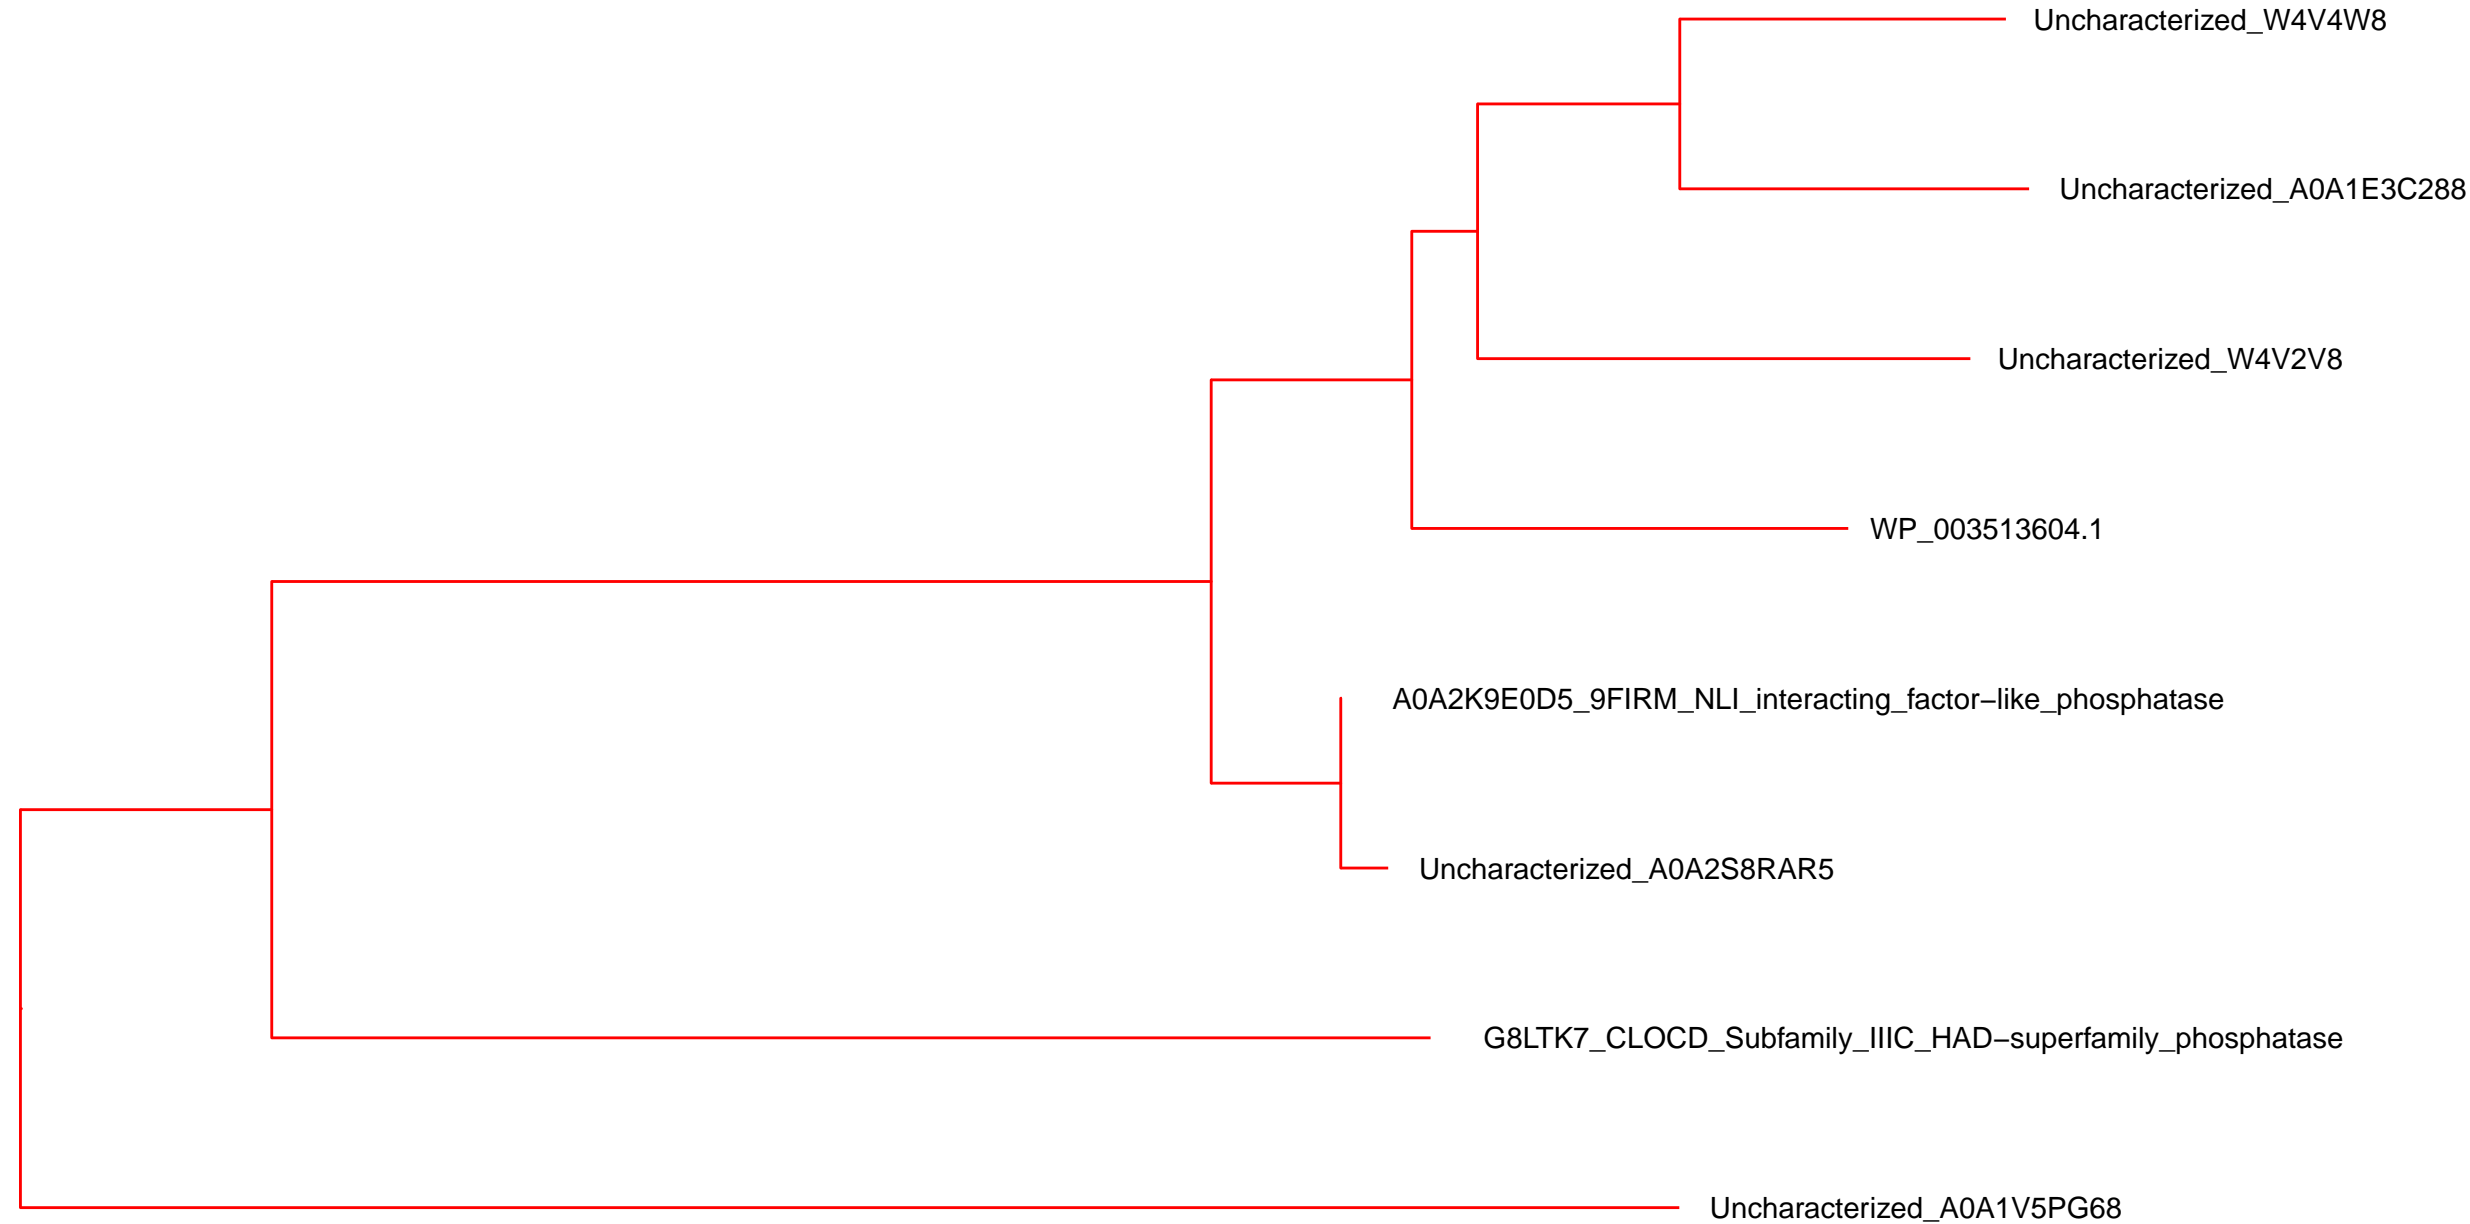 Uncharacterized_W4V4W8
Uncharacterized_A0A1E3C288
Uncharacterized_W4V2V8
WP_003513604.1
A0A2K9E0D5_9FIRM_NLI_interacting_factor−like_phosphatase
Uncharacterized_A0A2S8RAR5
G8LTK7_CLOCD_Subfamily_IIIC_HAD−superfamily_phosphatase
Uncharacterized_A0A1V5PG68